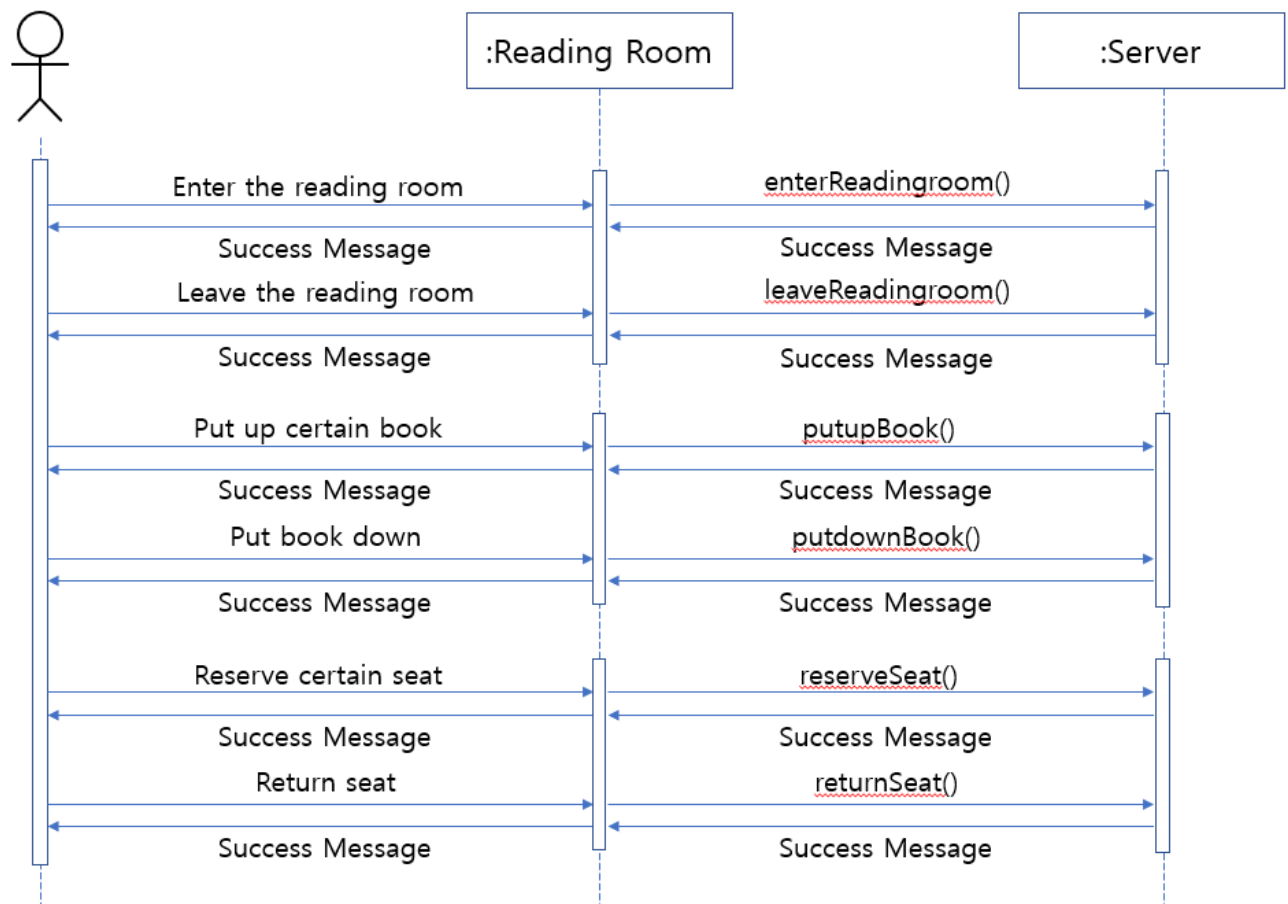 :Reading Room
:Server
Enter the reading room
enterReadingroom()
Success Message
Success Message
Leave the reading room
leaveReadingroom()
Success Message
Success Message
Put up certain book
putupBook()
Success Message
Success Message
Put book down
putdownBook()
Success Message
Success Message
Reserve certain seat
reserveSeat()
Success Message
Success Message
Return seat
returnSeat()
Success Message
Success Message